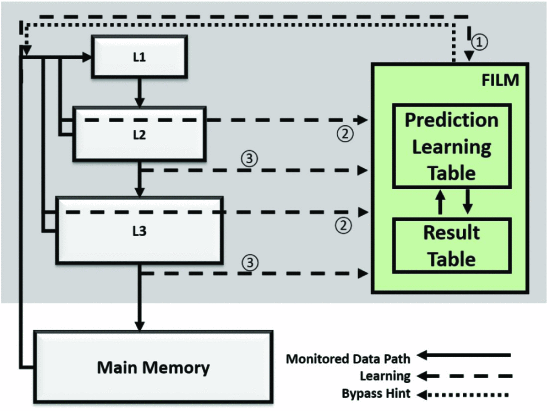 ①
FILM
L1
L2
②
Prediction
Learning
Table
③
L3
②
Result
Table
③
Main Memory
Monitored Data Path
Learning
Bypass Hint